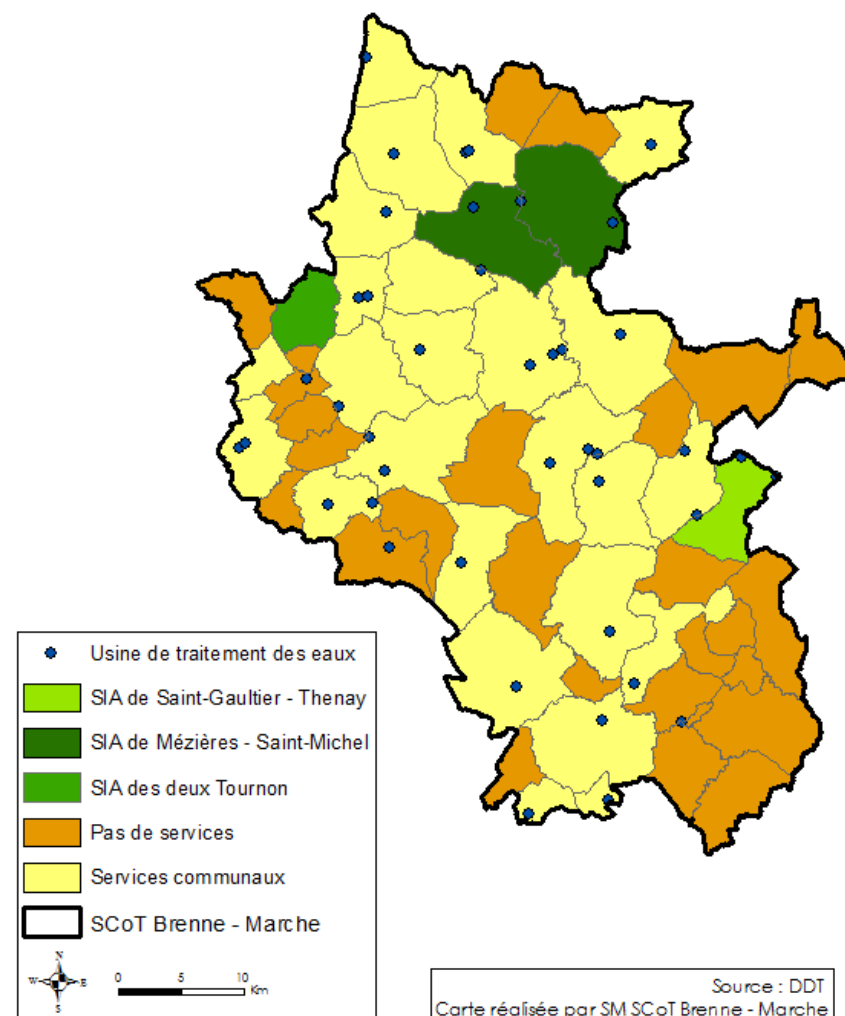 Usine de traitement des eaux
SIA de Saint-Gaultier - Thenay
SIA de Mézières - Saint-Michel
SIA des deux Tournon
Pas de services
Services communaux
SCoT Brenne - Marche
N
W E
S
0 5 10
Km
Source : DDT
Carte réalisée par SM SCoT Brenne - Marche